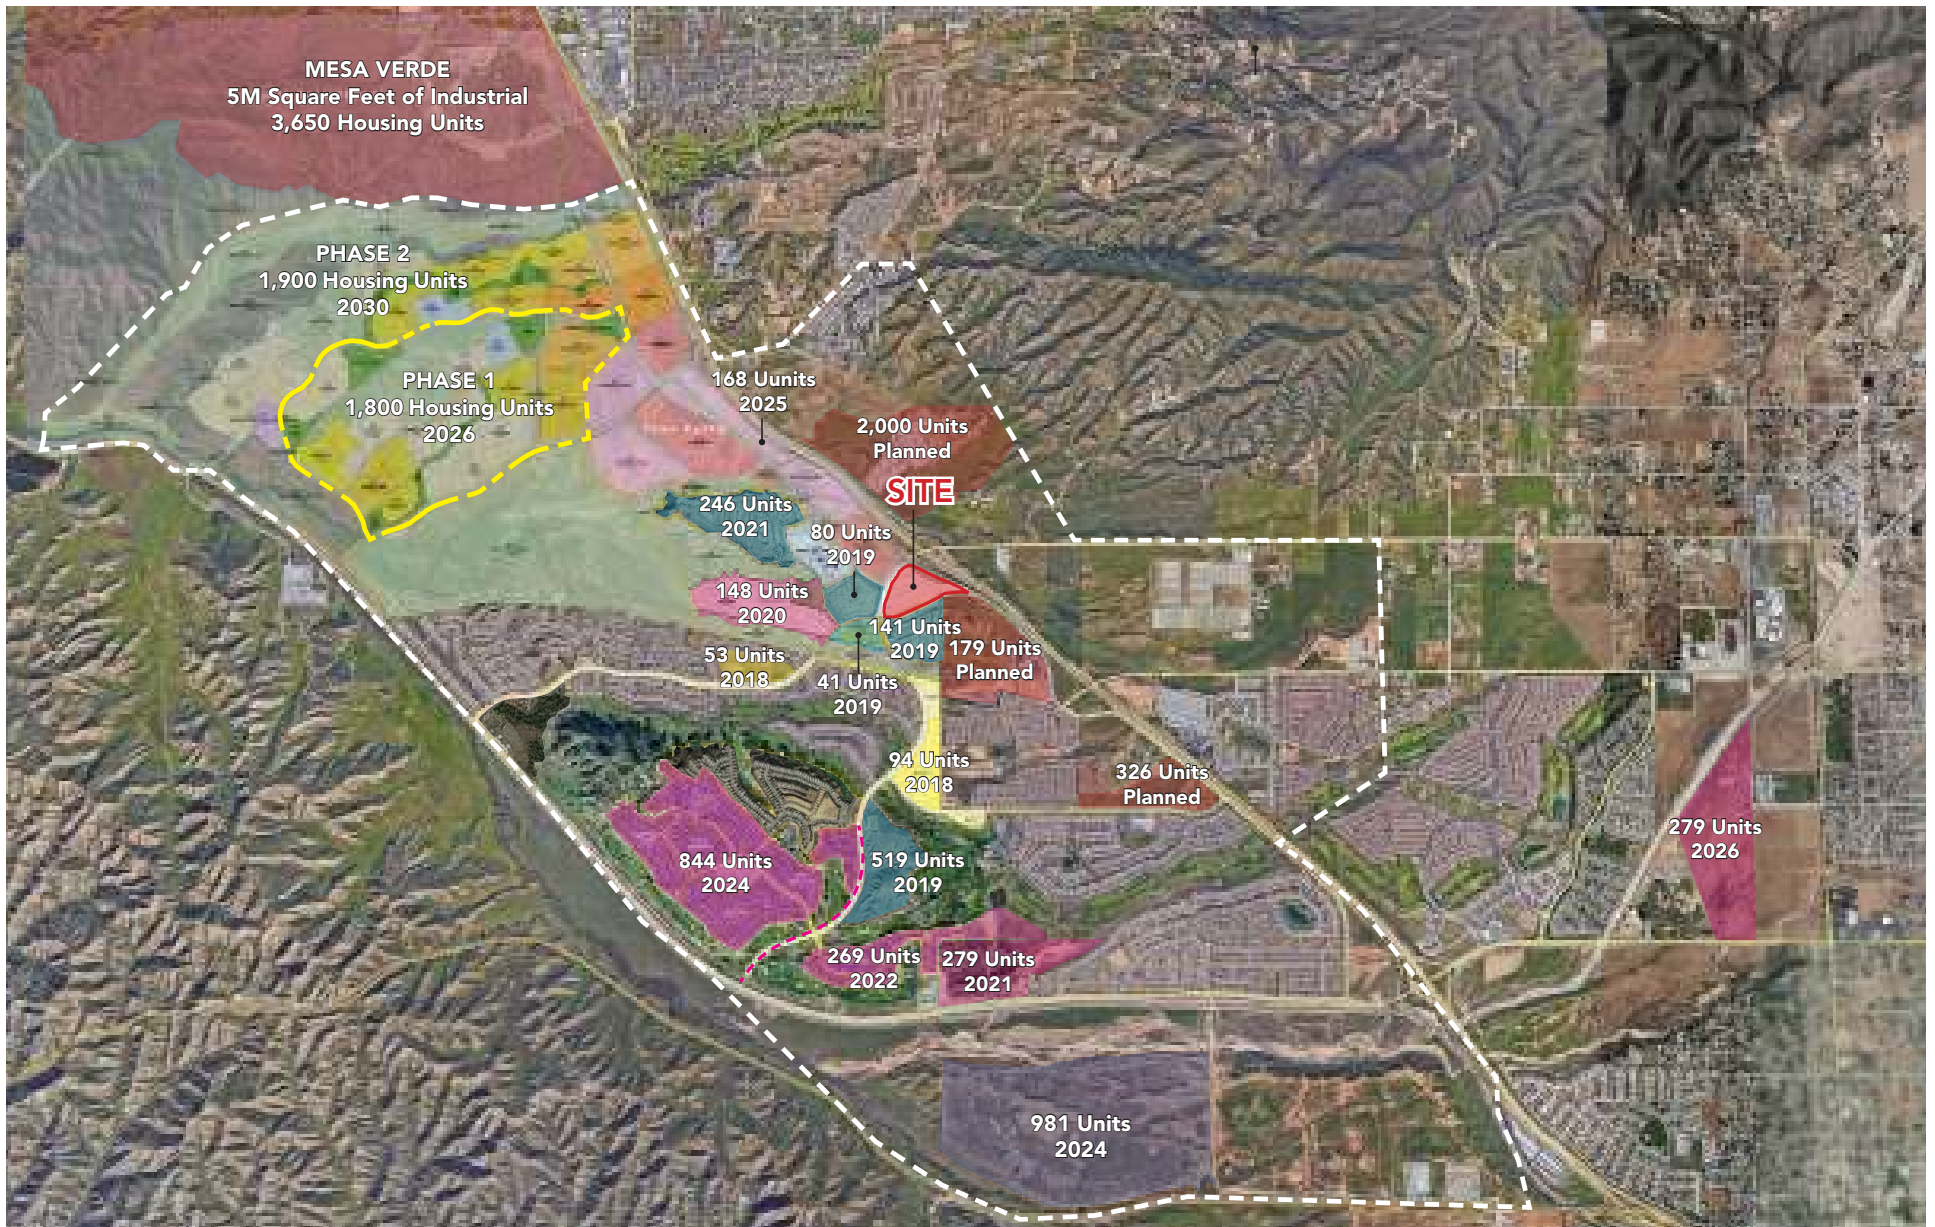 MESA VERDE
5M Square Feet of Industrial
3,650 Housing Units
PHASE 2
1,900 Housing Units
2030
PHASE 1
1,800 Housing Units
2026
168 Uunits
2025
2,000 Units
Planned
SITE
246 Units
2021
80 Units
2019
148 Units
2020
141 Units
2019
179 Units
Planned
53 Units
2018
41 Units
2019
94 Units
2018
326 Units
Planned
279 Units
2026
844 Units
2024
519 Units
2019
269 Units
2022
279 Units
2021
981 Units
2024